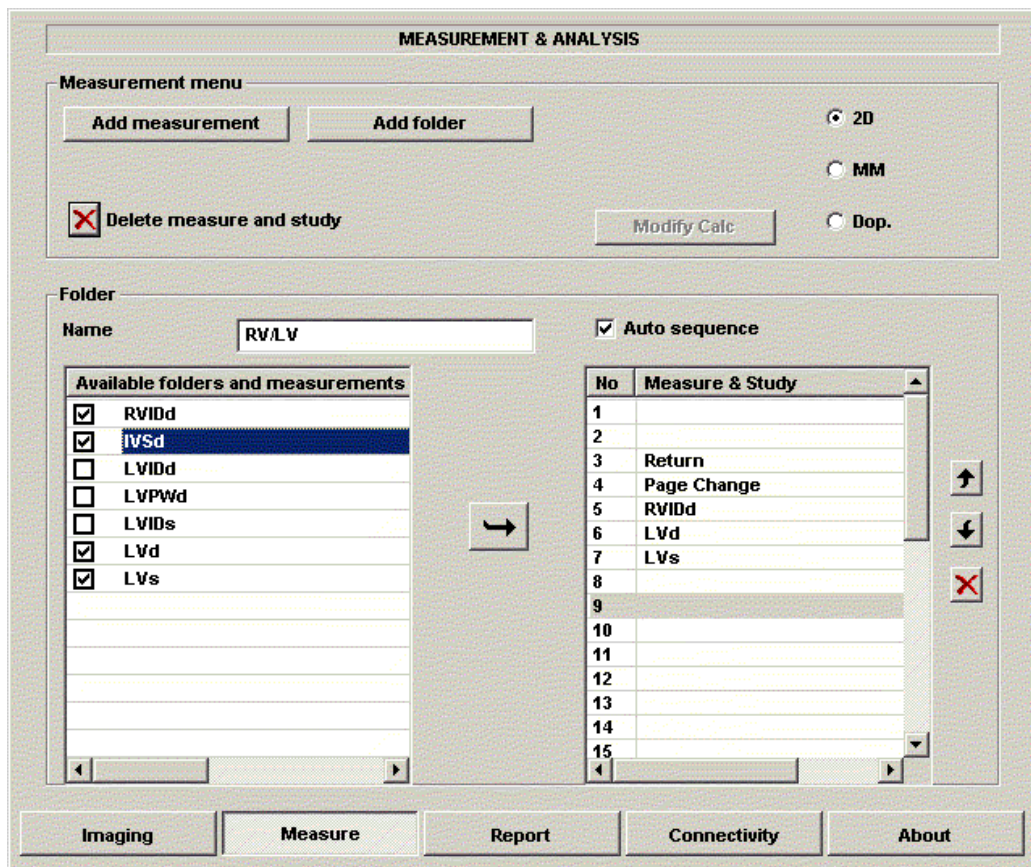 MEASUREMENT & ANALYSIS
Measurement menu
Add measurement
Add folder
2D
MM
Delete measure and study
Modify Calc
Dop.
Folder
Name
RV/LV
Auto sequence
Available folders and measurements
RVIDd
IVSd
LVIDd
LVPWd
LVIDs
LVd
LVs
No Measure & Study
1
2
3 Return
4 Page Change
5 RVIDd
6 LVd
7 LVs
8
9
10
11
12
13
14
15
Imaging
Measure
Report
Connectivity
About